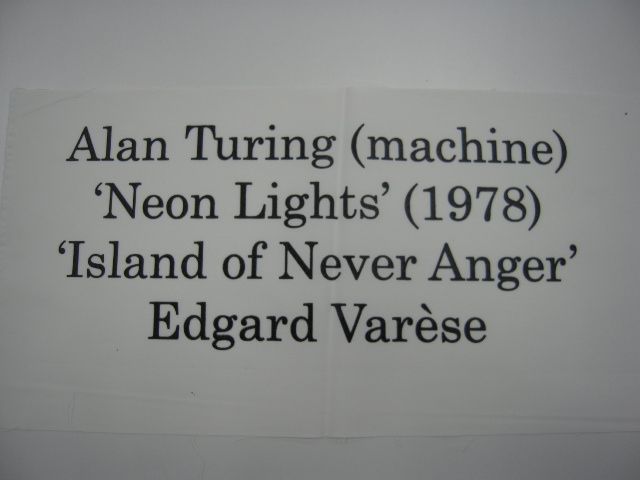 Alan Turing (machine)
‘Neon Lights’ (1978)
‘Island of Never Anger’
Edgard Varèse